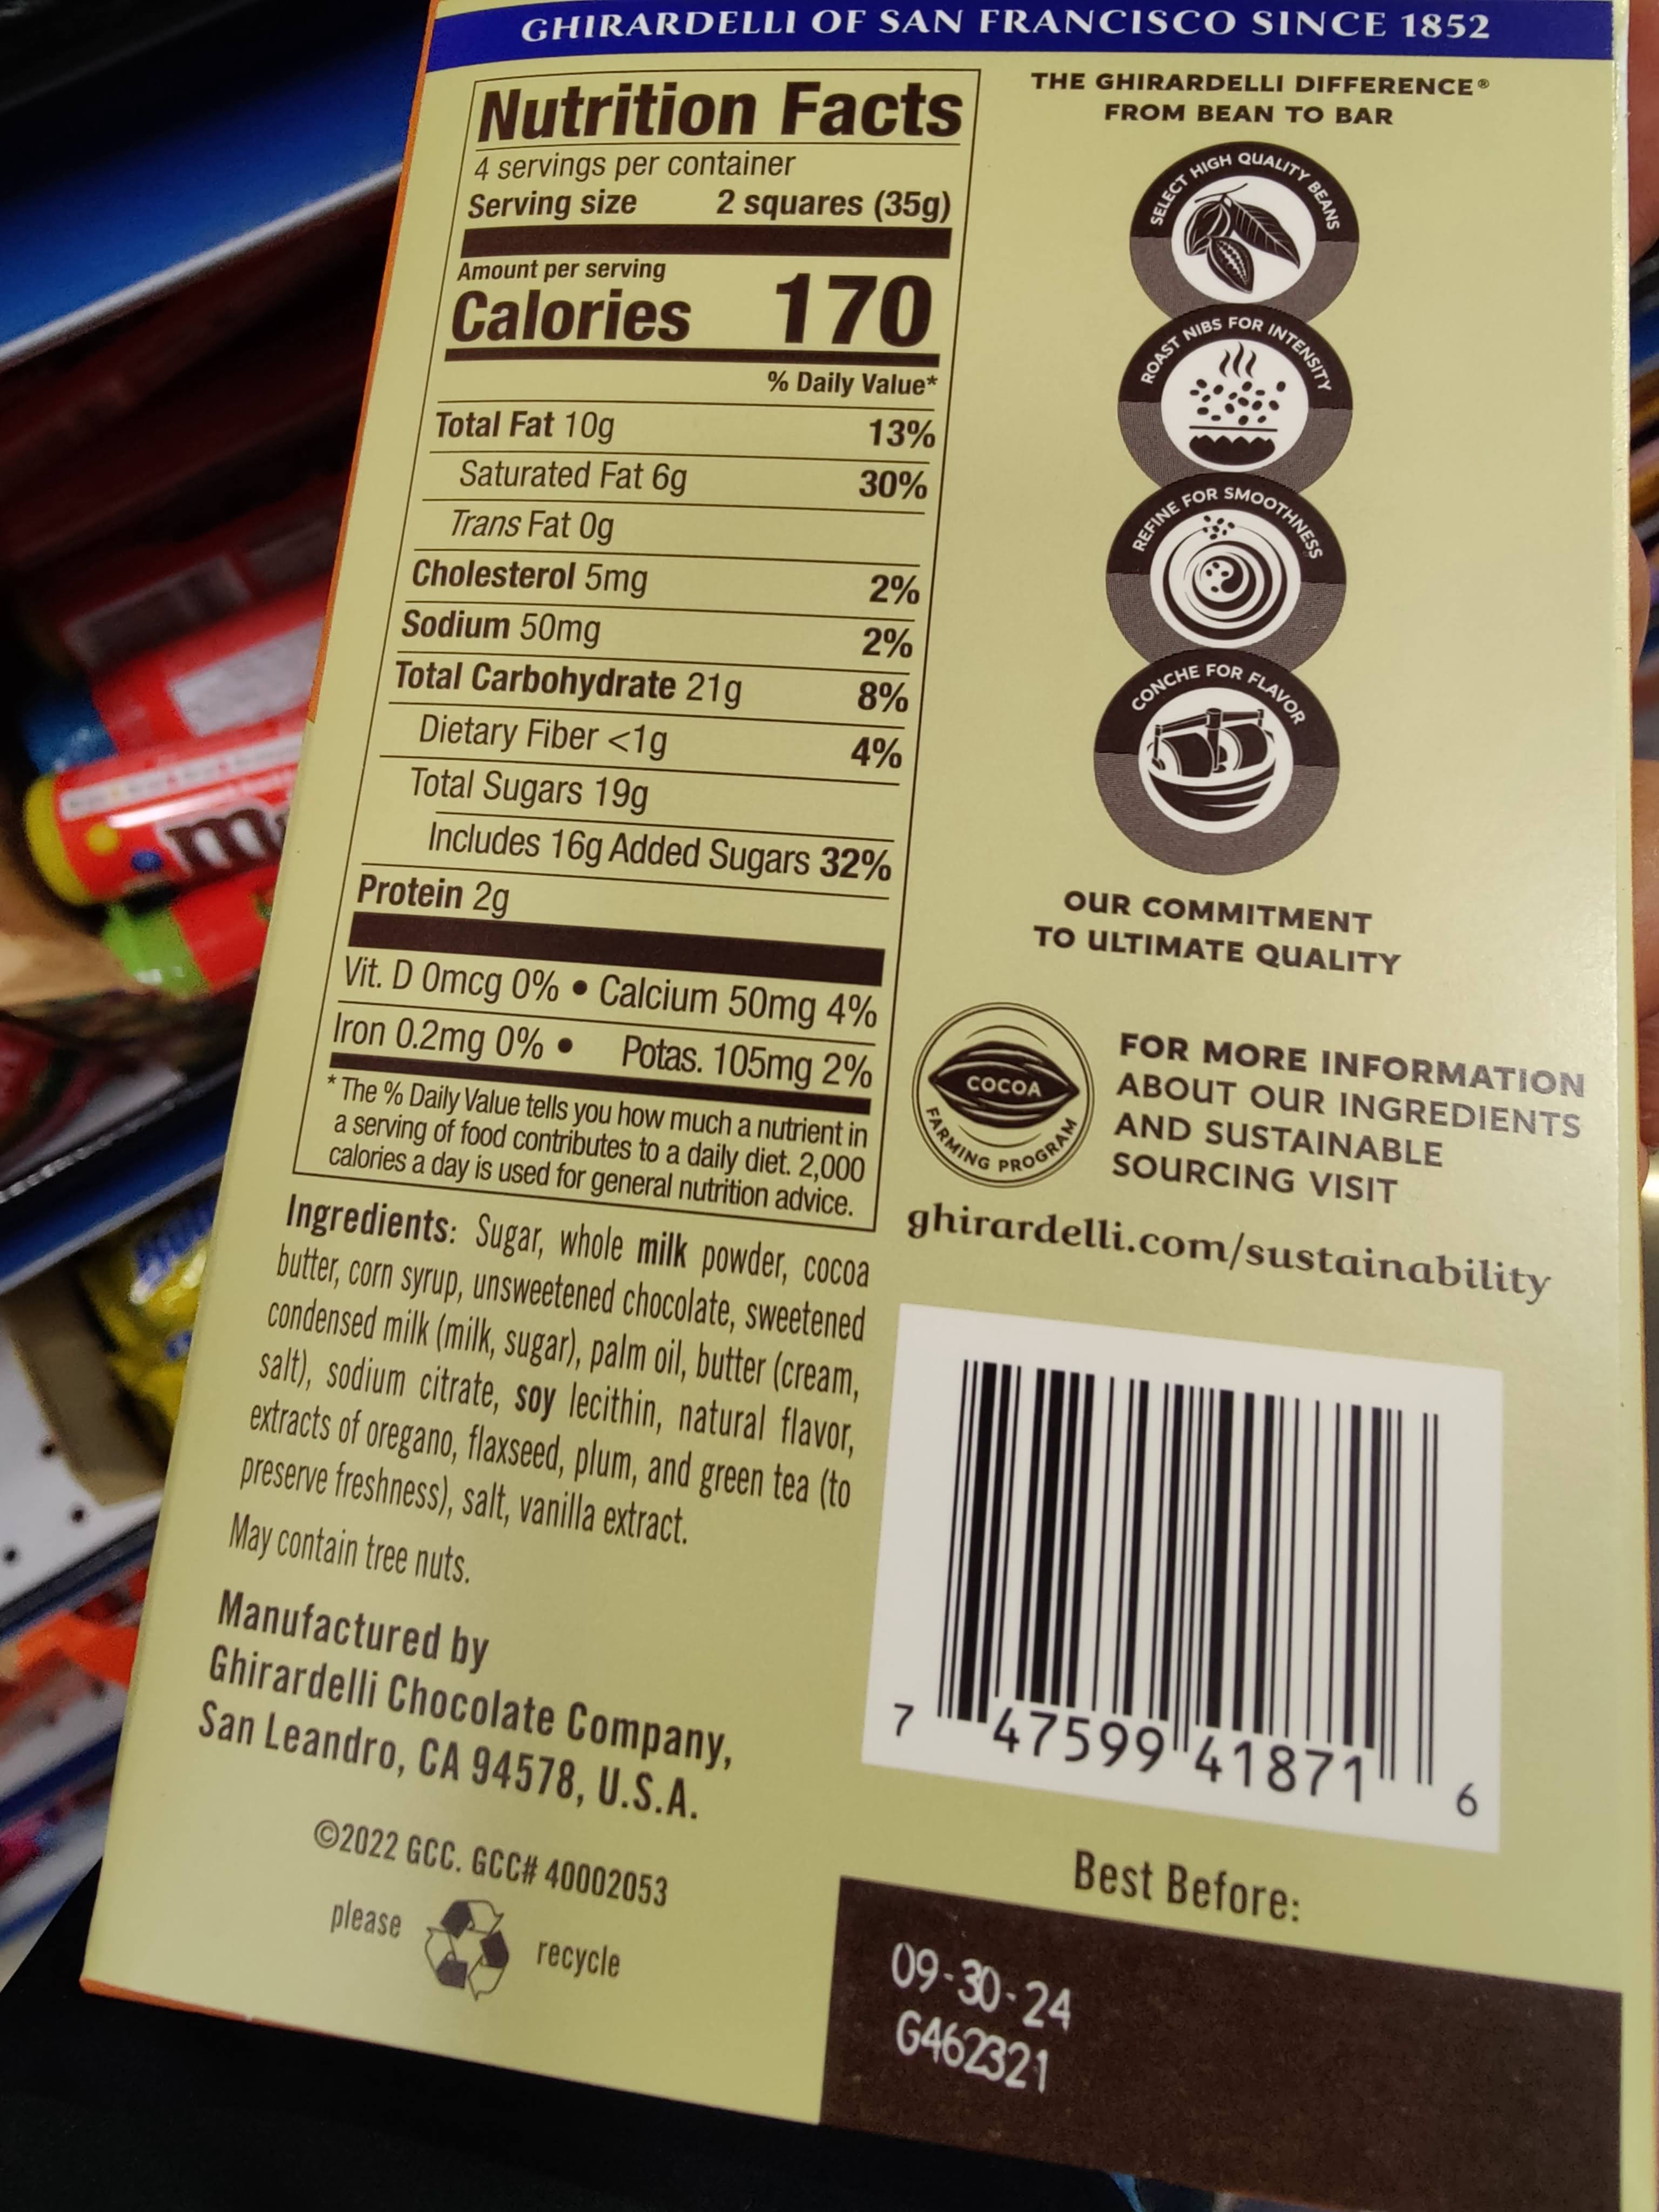 GHIRARDELLI OF SAN FRANCISCO SINCE 1852
Nutrition Facts
4 servings per container
Serving size 2 squares (35g)
Amount per serving
Calories 170
% Daily Value*
Total Fat 10g 13%
Saturated Fat 6g 30%
Trans Fat 0g
Cholesterol 5mg 2%
Sodium 50mg 2%
Total Carbohydrate 21g 8%
Dietary Fiber <1g 4%
Total Sugars 19g
Includes 16g Added Sugars 32%
Protein 2g
Vit. D 0mcg 0% • Calcium 50mg 4%
Iron 0.2mg 0% • Potas. 105mg 2%
* The % Daily Value tells you how much a nutrient in
a serving of food contributes to a daily diet. 2,000
calories a day is used for general nutrition advice.
Ingredients: Sugar, whole milk powder, cocoa
butter, corn syrup, unsweetened chocolate, sweetened
condensed milk (milk, sugar), palm oil, butter (cream,
salt), sodium citrate, soy lecithin, natural flavor,
extracts of oregano, flaxseed, plum, and green tea (to
preserve freshness), salt, vanilla extract.
May contain tree nuts.
Manufactured by
Ghirardelli Chocolate Company,
San Leandro, CA 94578, U.S.A.
©2022 GCC. GCC# 40002053
please recycle
THE GHIRARDELLI DIFFERENCE®
FROM BEAN TO BAR
SELECT HIGH QUALITY BEANS
ROAST NIBS FOR INTENSITY
REFINE FOR SMOOTHNESS
CONCHE FOR FLAVOR
OUR COMMITMENT
TO ULTIMATE QUALITY
COCOA
FARMING PROGRAM
FOR MORE INFORMATION
ABOUT OUR INGREDIENTS
AND SUSTAINABLE
SOURCING VISIT
ghirardelli.com/sustainability
7 47599 41871 6
Best Before:
09-30-24
G462321
m